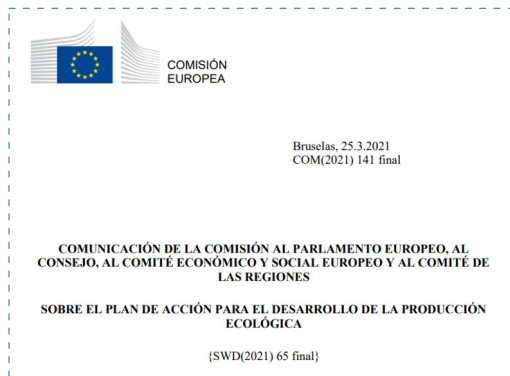 COMISIÓN
EUROPEA
Bruselas, 25.3.2021
COM(2021) 141 final
COMUNICACIÓN DE LA COMISIÓN AL PARLAMENTO EUROPEO, AL
CONSEJO, AL COMITÉ ECONÓMICO Y SOCIAL EUROPEO Y AL COMITÉ DE
LAS REGIONES
SOBRE EL PLAN DE ACCIÓN PARA EL DESARROLLO DE LA PRODUCCIÓN
ECOLÓGICA
{SWD(2021) 65 final}